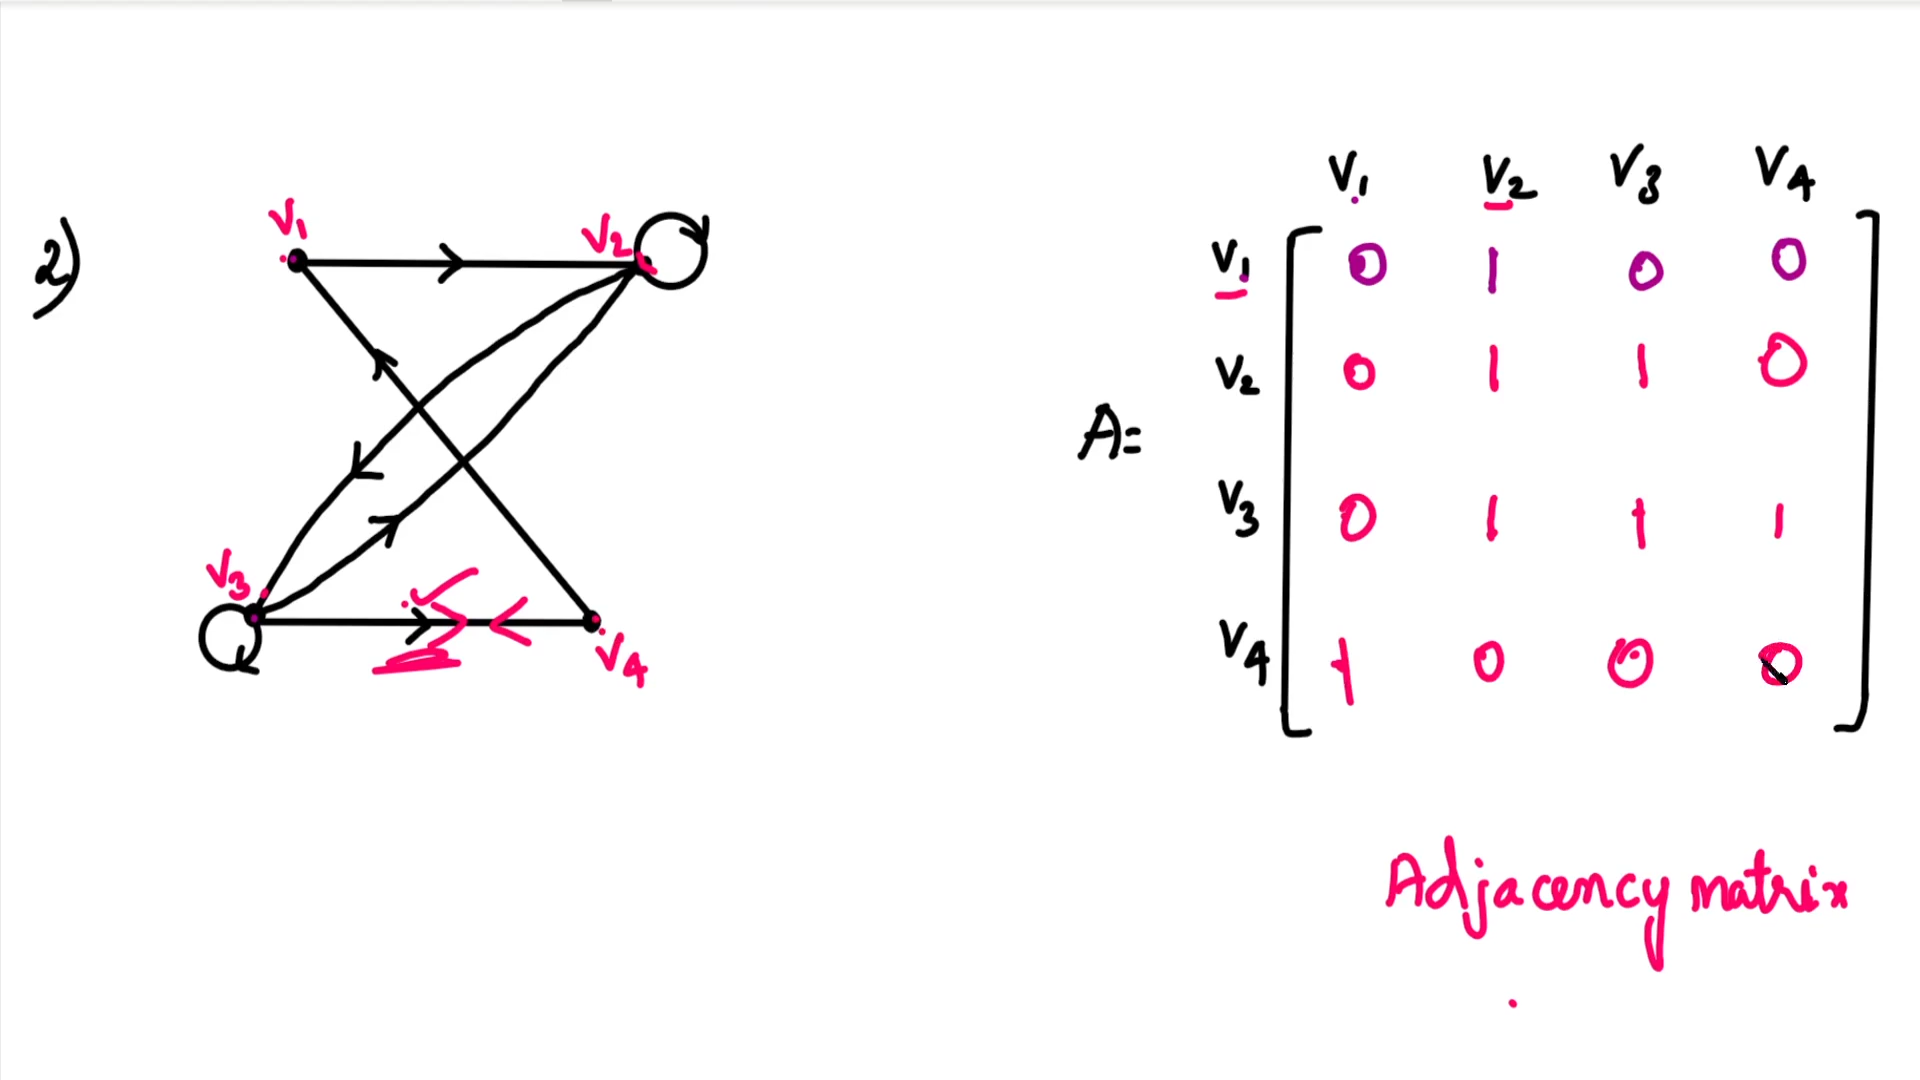 2)
V1
V2
V3
V4
A=
V1 V2 V3 V4
V1 0 1 0 0
V2 0 1 1 0
V3 0 1 1 1
V4 1 0 0 0
Adjacency matrix